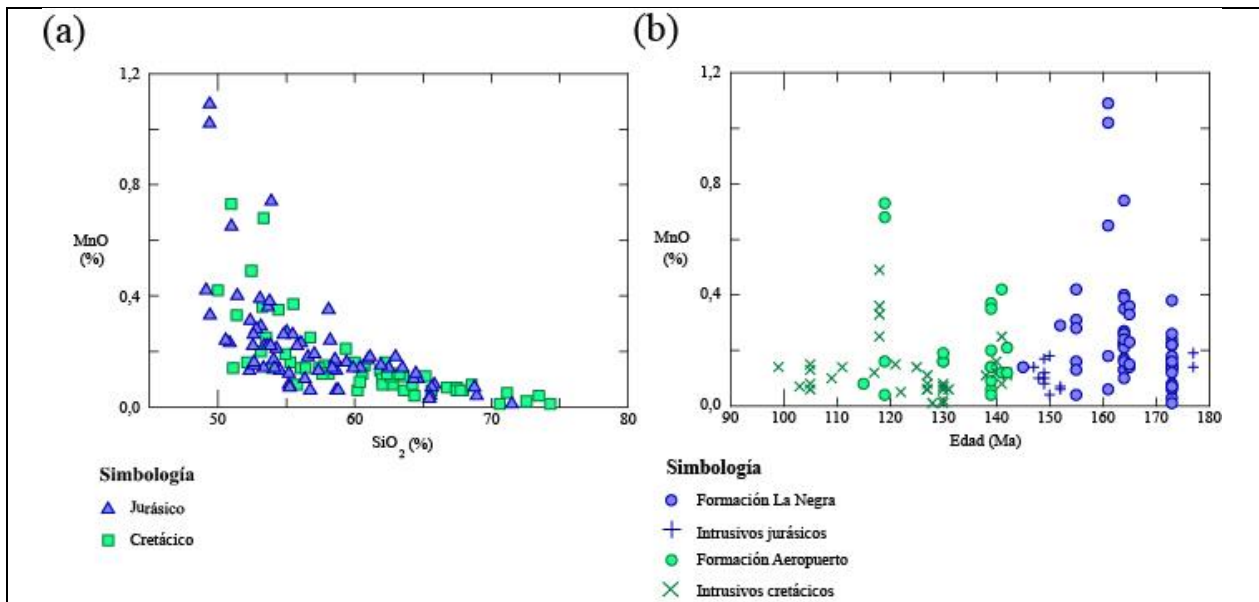 (a)
1,2
0,8
MnO
(%)
0,4
0,0
50
60
70
80
SiO2 (%)
Simbología
Jurásico
Cretácico
(b)
1,2
0,8
MnO
(%)
0,4
0,0
90
100
110
120
130
140
150
160
170
180
Edad (Ma)
Simbología
Formación La Negra
Intrusivos jurásicos
Formación Aeropuerto
Intrusivos cretácicos